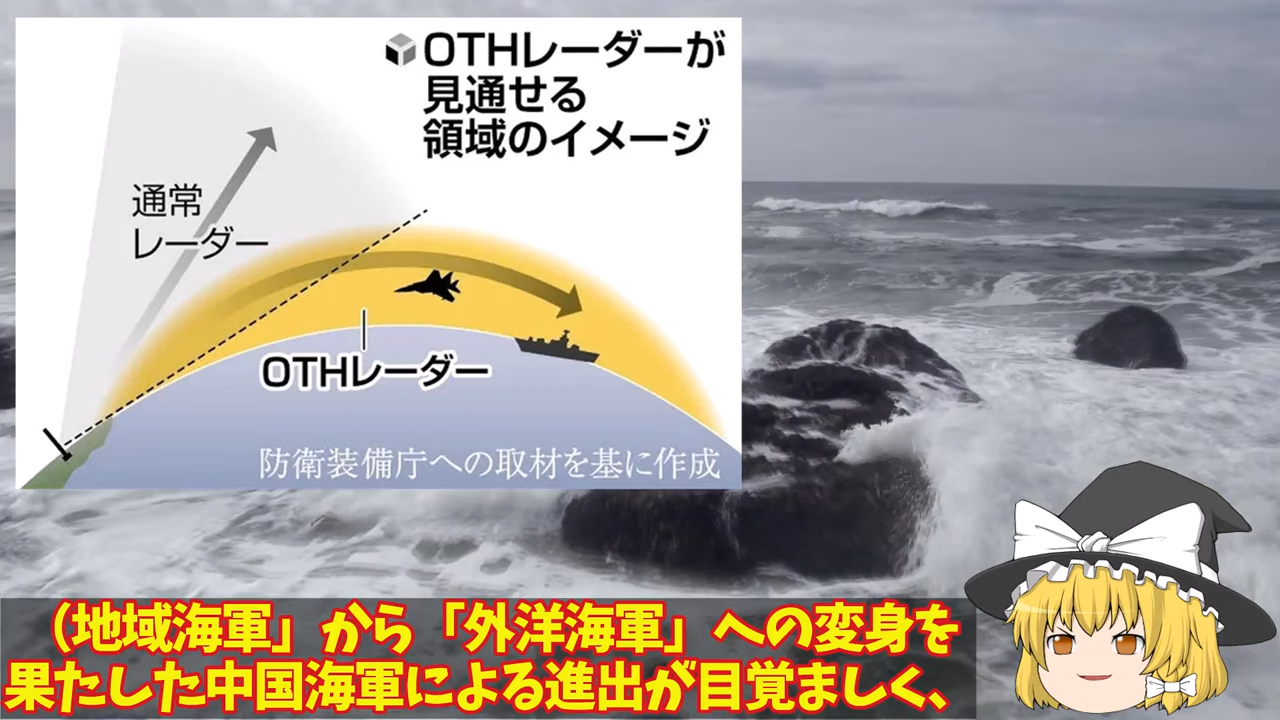 OTHレーダーが
見通せる
領域のイメージ
通常
レーダー
OTHレーダー
防衛装備庁への取材を基に作成
（地域海軍」から「外洋海軍」への変身を
果たした中国海軍による進出が目覚ましく、